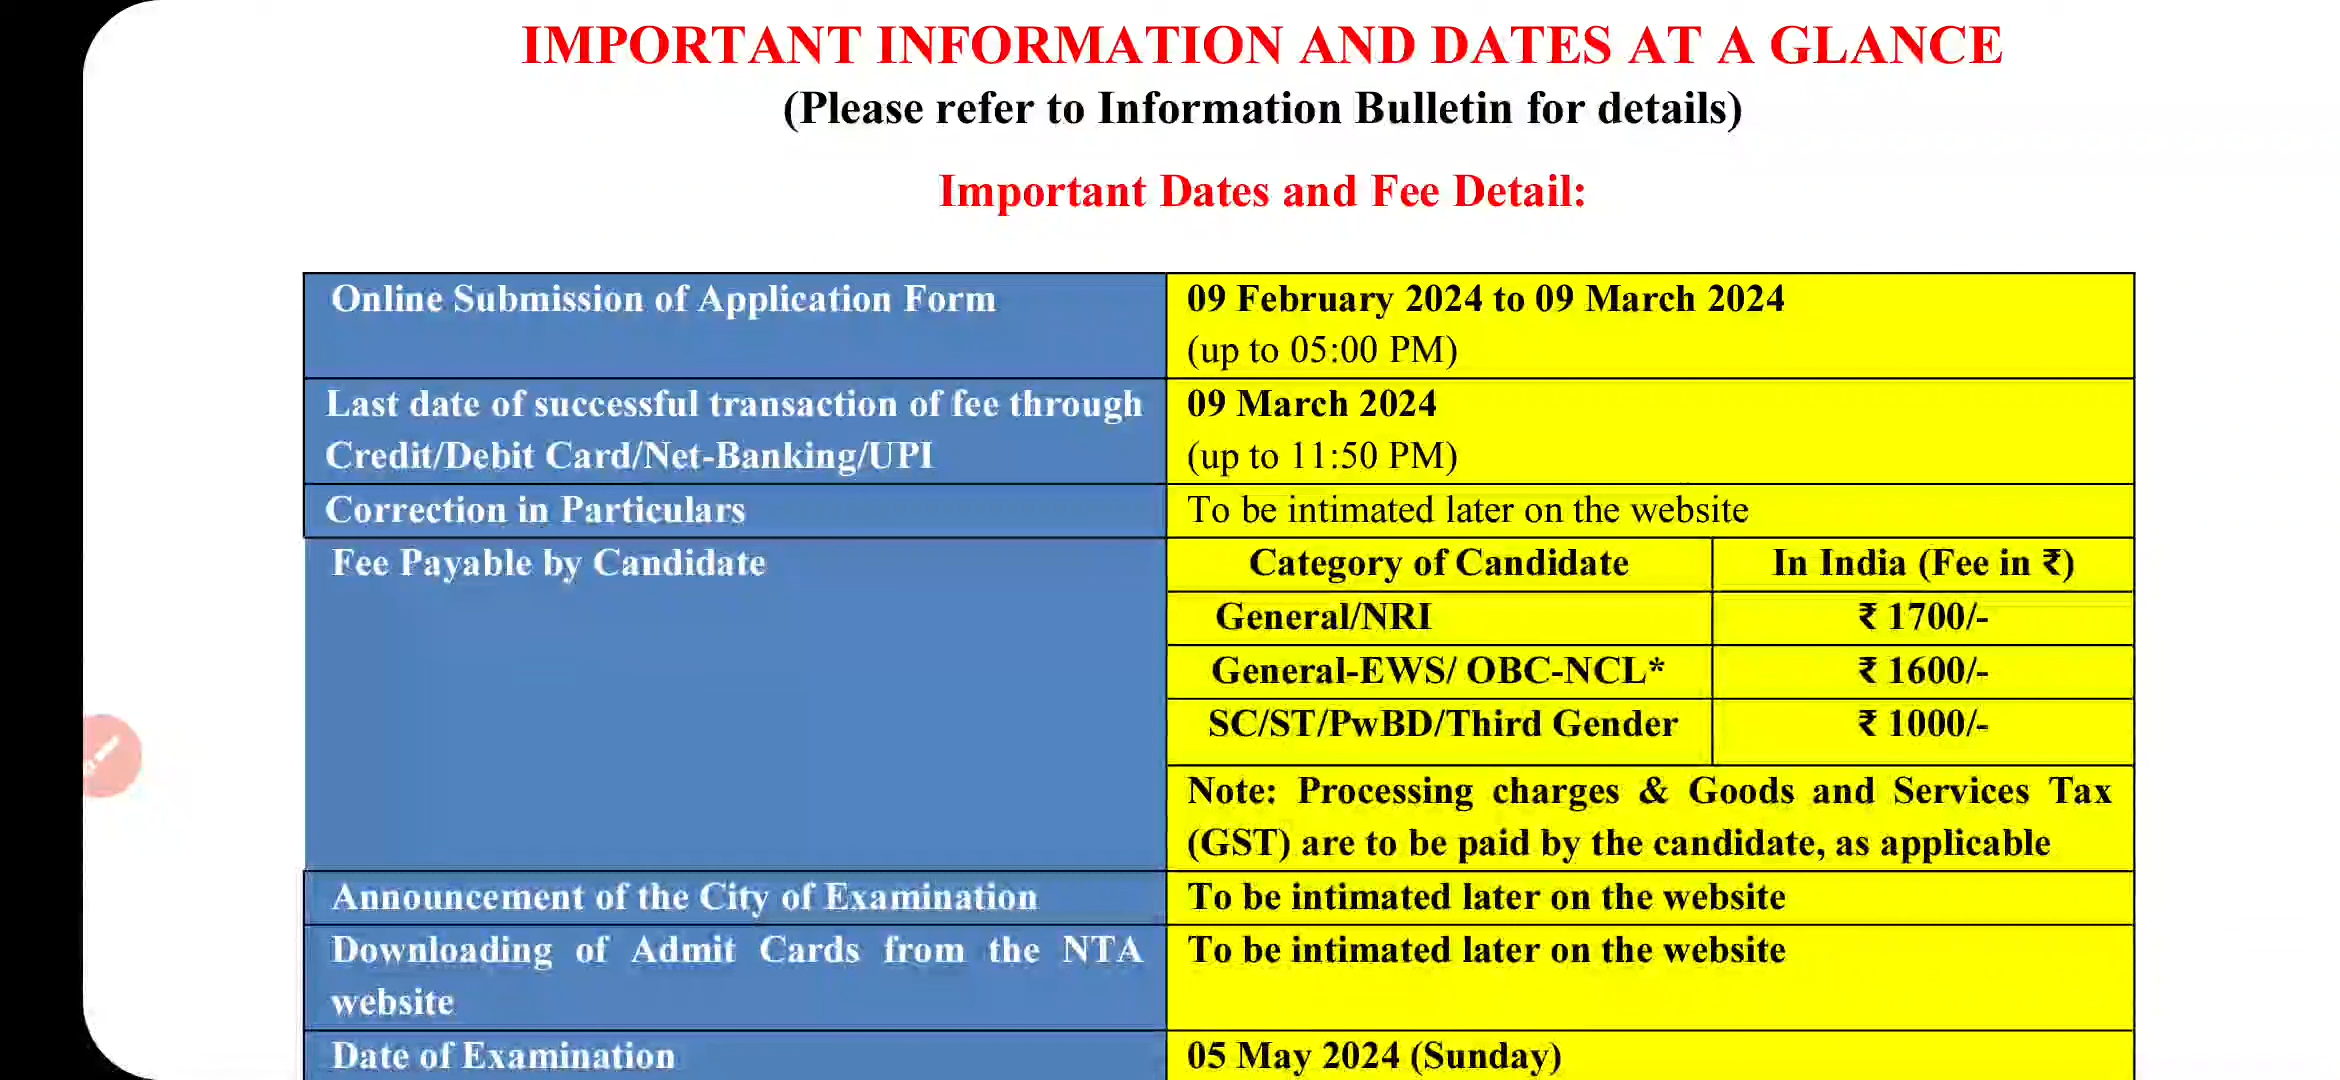 IMPORTANT INFORMATION AND DATES AT A GLANCE
(Please refer to Information Bulletin for details)
Important Dates and Fee Detail:
Online Submission of Application Form
09 February 2024 to 09 March 2024
(up to 05:00 PM)
Last date of successful transaction of fee through
Credit/Debit Card/Net-Banking/UPI
09 March 2024
(up to 11:50 PM)
Correction in Particulars
To be intimated later on the website
Fee Payable by Candidate
Category of Candidate
In India (Fee in ₹)
General/NRI
₹ 1700/-
General-EWS/ OBC-NCL*
₹ 1600/-
SC/ST/PwBD/Third Gender
₹ 1000/-
Note: Processing charges & Goods and Services Tax
(GST) are to be paid by the candidate, as applicable
Announcement of the City of Examination
To be intimated later on the website
Downloading of Admit Cards from the NTA
website
To be intimated later on the website
Date of Examination
05 May 2024 (Sunday)